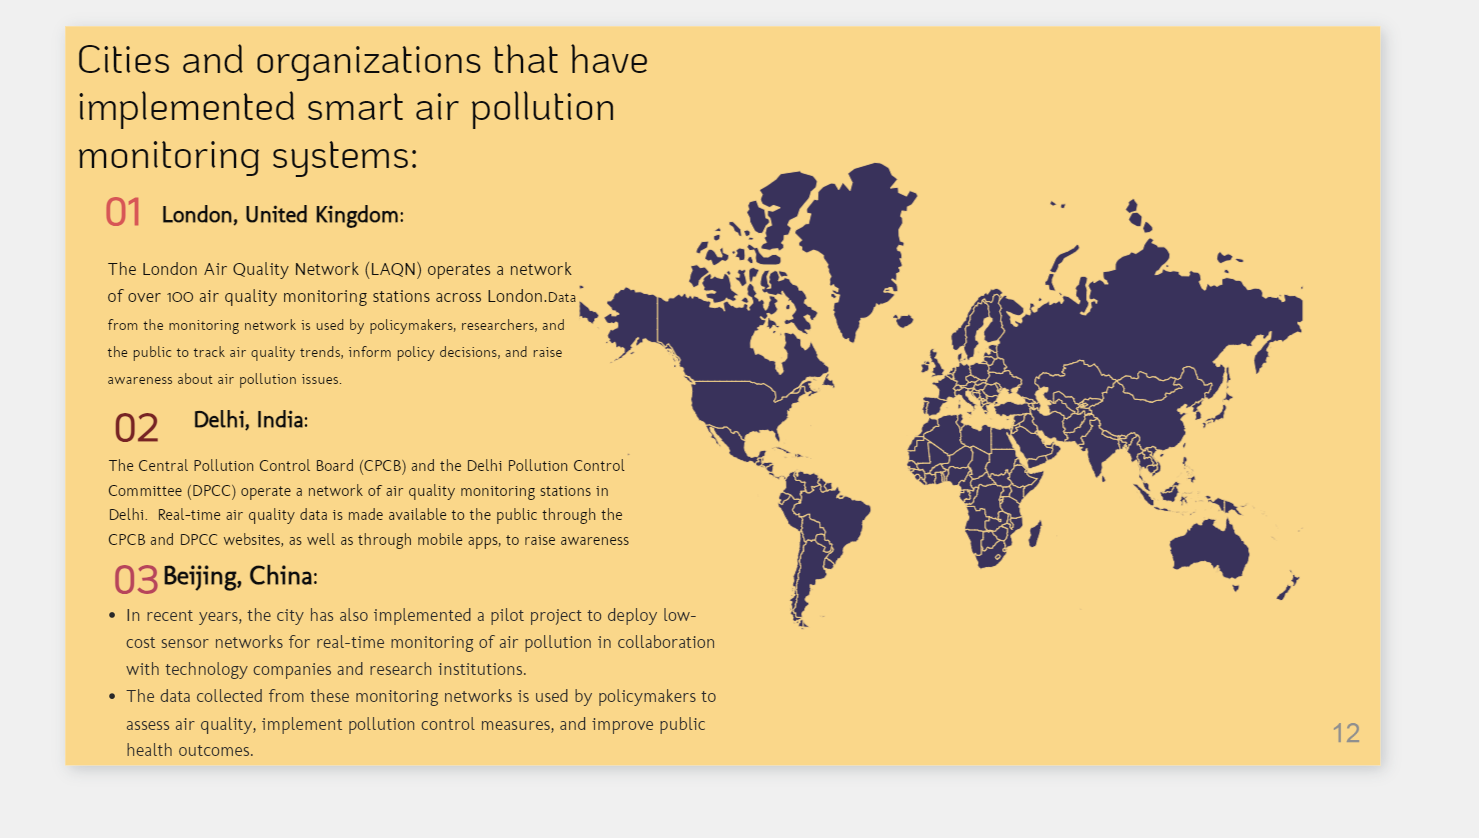 Cities and organizations that have
implemented smart air pollution
monitoring systems:
01 London, United Kingdom:
The London Air Quality Network (LAQN) operates a network
of over 100 air quality monitoring stations across London.Data
from the monitoring network is used by policymakers, researchers, and
the public to track air quality trends, inform policy decisions, and raise
awareness about air pollution issues.
02 Delhi, India:
The Central Pollution Control Board (CPCB) and the Delhi Pollution Control
Committee (DPCC) operate a network of air quality monitoring stations in
Delhi.  Real-time air quality data is made available to the public through the
CPCB and DPCC websites, as well as through mobile apps, to raise awareness
03 Beijing, China:
• In recent years, the city has also implemented a pilot project to deploy low-
cost sensor networks for real-time monitoring of air pollution in collaboration
with technology companies and research institutions.
• The data collected from these monitoring networks is used by policymakers to
assess air quality, implement pollution control measures, and improve public
health outcomes.
12